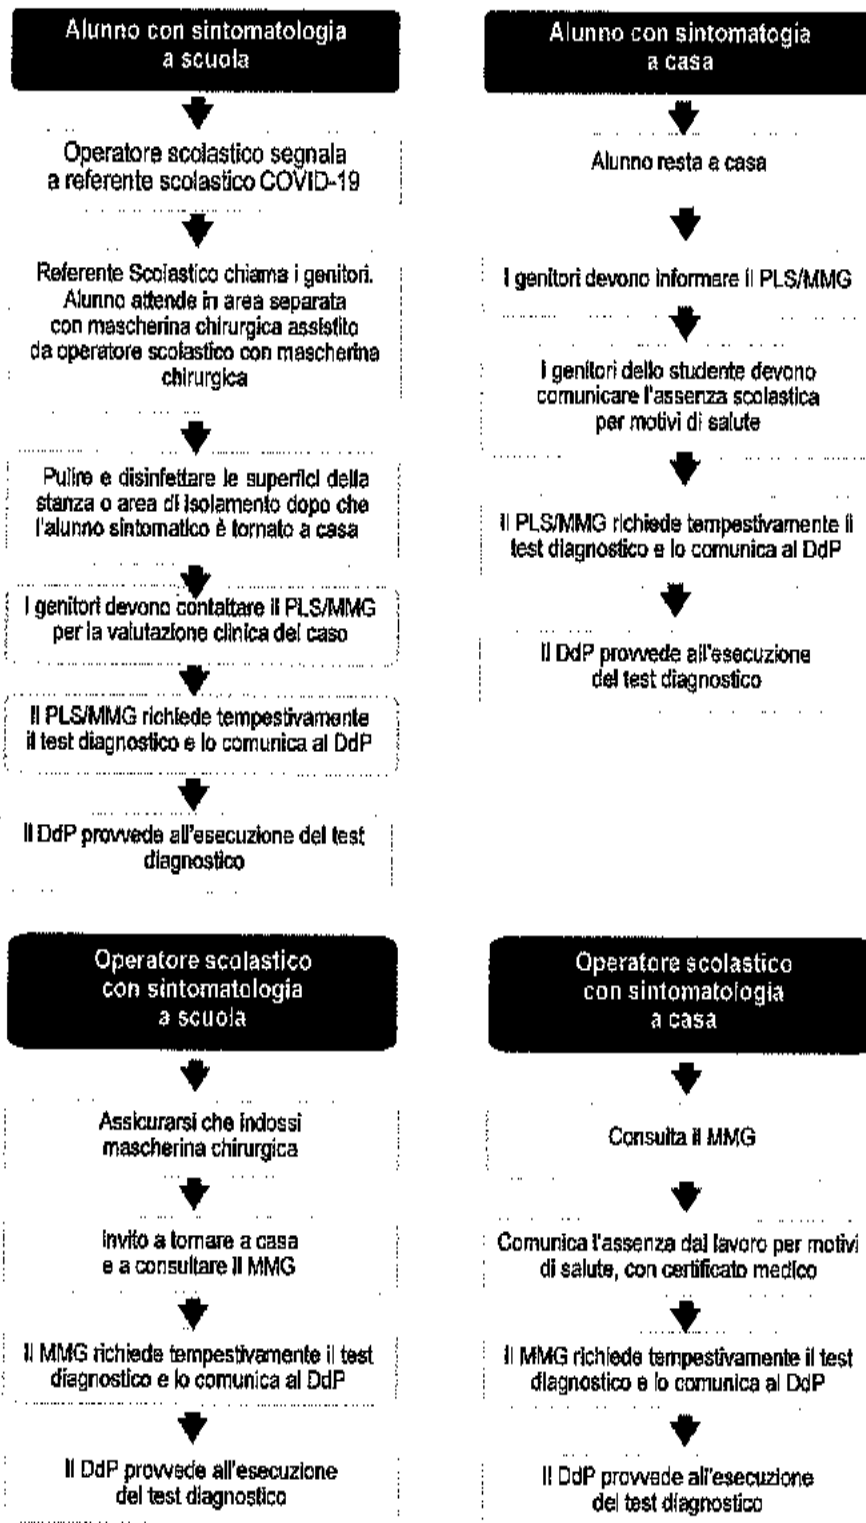 Alunno con sintomatologia
a scuola
Operatore scolastico segnala
a referente scolastico COVID-19
Referente Scolastico chiama i genitori.
Alunno attende in area separata
con mascherina chirurgica assistito
da operatore scolastico con mascherina
chirurgica
Pulire e disinfettare le superfici della
stanza o area di isolamento dopo che
l'alunno sintomatico è tornato a casa
I genitori devono contattare il PLS/MMG
per la valutazione clinica del caso
Il PLS/MMG richiede tempestivamente
il test diagnostico e lo comunica al DdP
Il DdP provvede all'esecuzione del test
diagnostico
Alunno con sintomatogia
a casa
Alunno resta a casa
I genitori devono informare il PLS/MMG
I genitori dello studente devono
comunicare l'assenza scolastica
per motivi di salute
Il PLS/MMG richiede tempestivamente il
test diagnostico e lo comunica al DdP
Il DdP provvede all'esecuzione
del test diagnostico
Operatore scolastico
con sintomatologia
a scuola
Assicurarsi che indossi
mascherina chirurgica
Invito a tornare a casa
e a consultare il MMG
Il MMG richiede tempestivamente il test
diagnostico e lo comunica al DdP
Il DdP provvede all'esecuzione
del test diagnostico
Operatore scolastico
con sintomatologia
a casa
Consulta il MMG
Comunica l'assenza dal lavoro per motivi
di salute, con certificato medico
Il MMG richiede tempestivamente il test
diagnostico e lo comunica al DdP
Il DdP provvede all'esecuzione
del test diagnostico